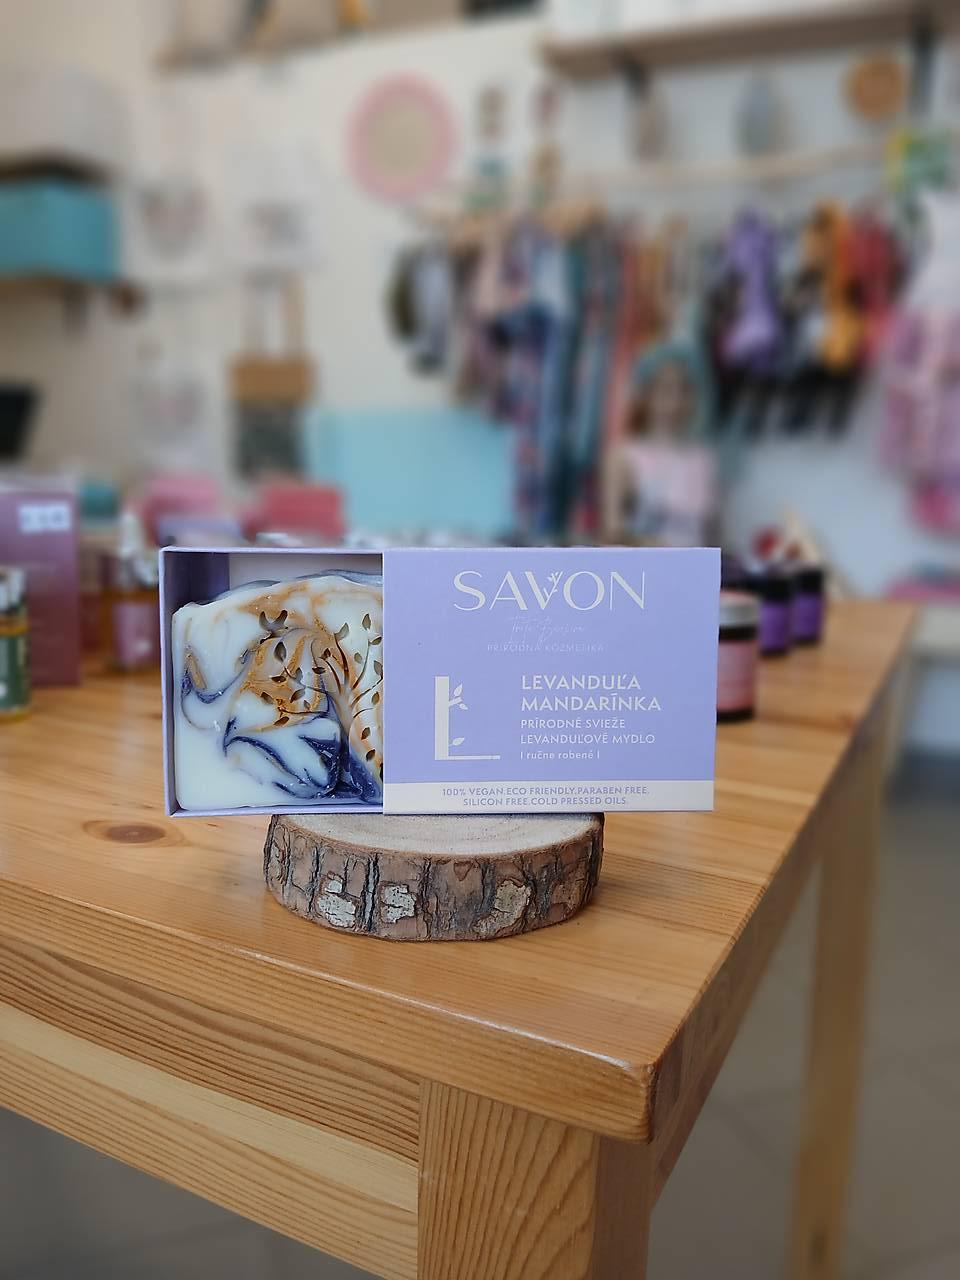 SAVON
PRÍRODNÁ KOZMETIKA
LEVANDUĽA
MANDARÍNKA
PRÍRODNÉ SVIEŽE
LEVANDUĽOVÉ MYDLO
| ručne robené |
100% VEGAN.ECO FRIENDLY.PARABEN FREE.
SILICON FREE.COLD PRESSED OILS.